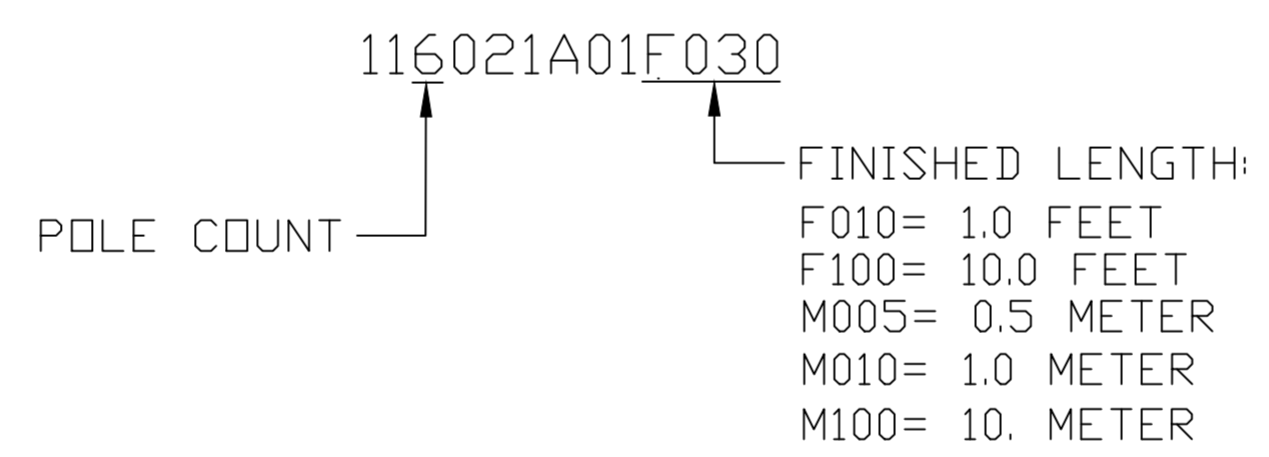 116021A01F030
FINISHED LENGTH:
POLE COUNT
F010= 1.0 FEET
F100= 10.0 FEET
M005= 0.5 METER
M010= 1.0 METER
M100= 10. METER